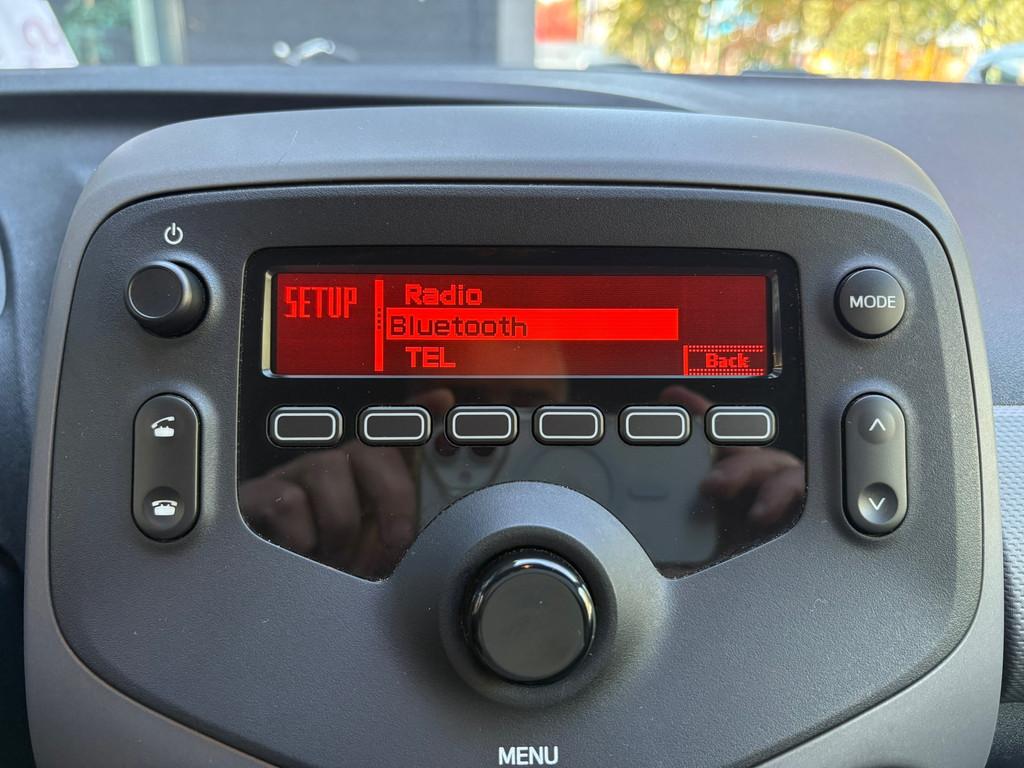 SETUP
Radio
Bluetooth
TEL
Back
MODE
MENU